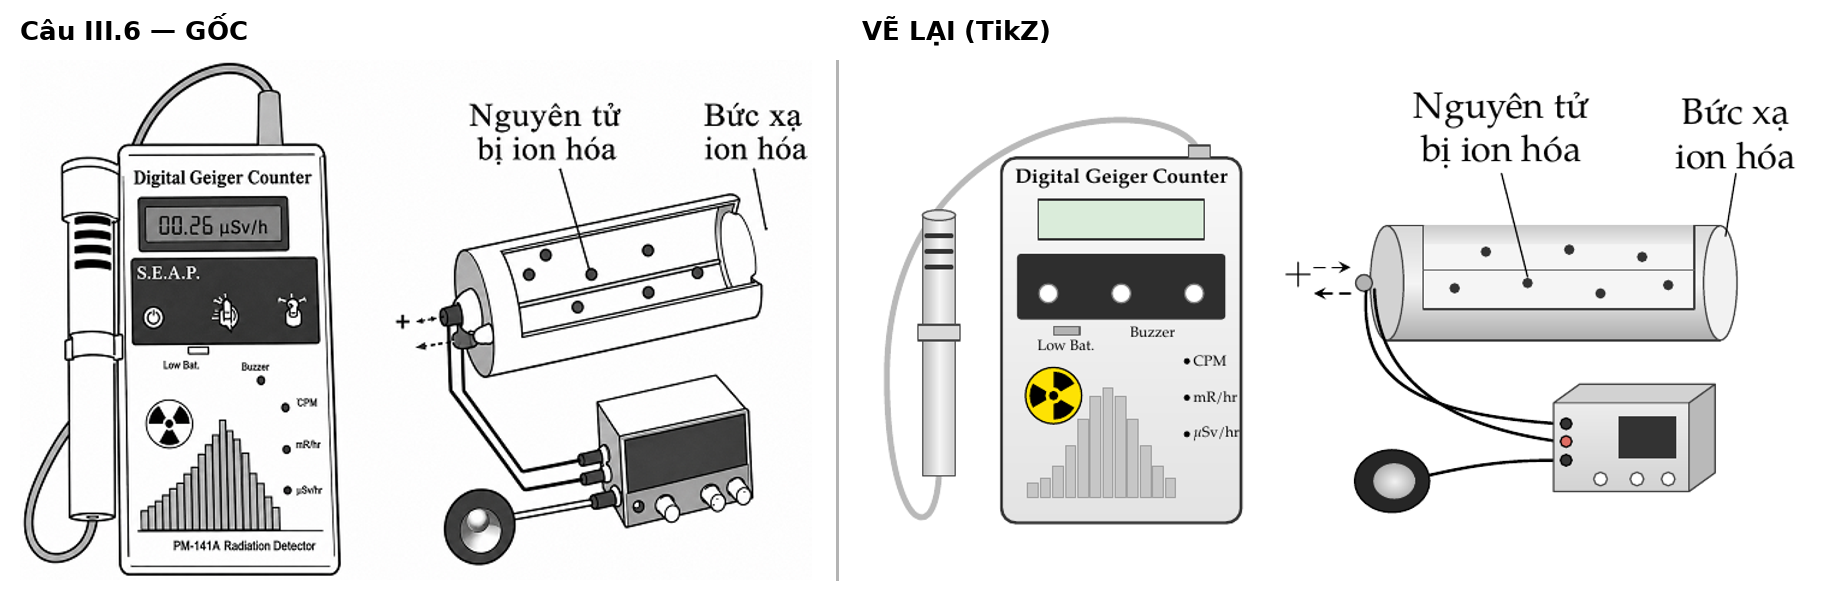 Câu III.6 — GỐC
Nguyên tử
bị ion hóa
Bức xạ
ion hóa
Digital Geiger Counter
00.26 µSv/h
S.E.A.P.
+
Low Bat.
Buzzer
CPM
mR/hr
µSv/hr
PM-141A Radiation Detector
VẼ LẠI (TikZ)
Nguyên tử
bị ion hóa
Bức xạ
ion hóa
Digital Geiger Counter
+
Low Bat.
Buzzer
CPM
mR/hr
µSv/hr